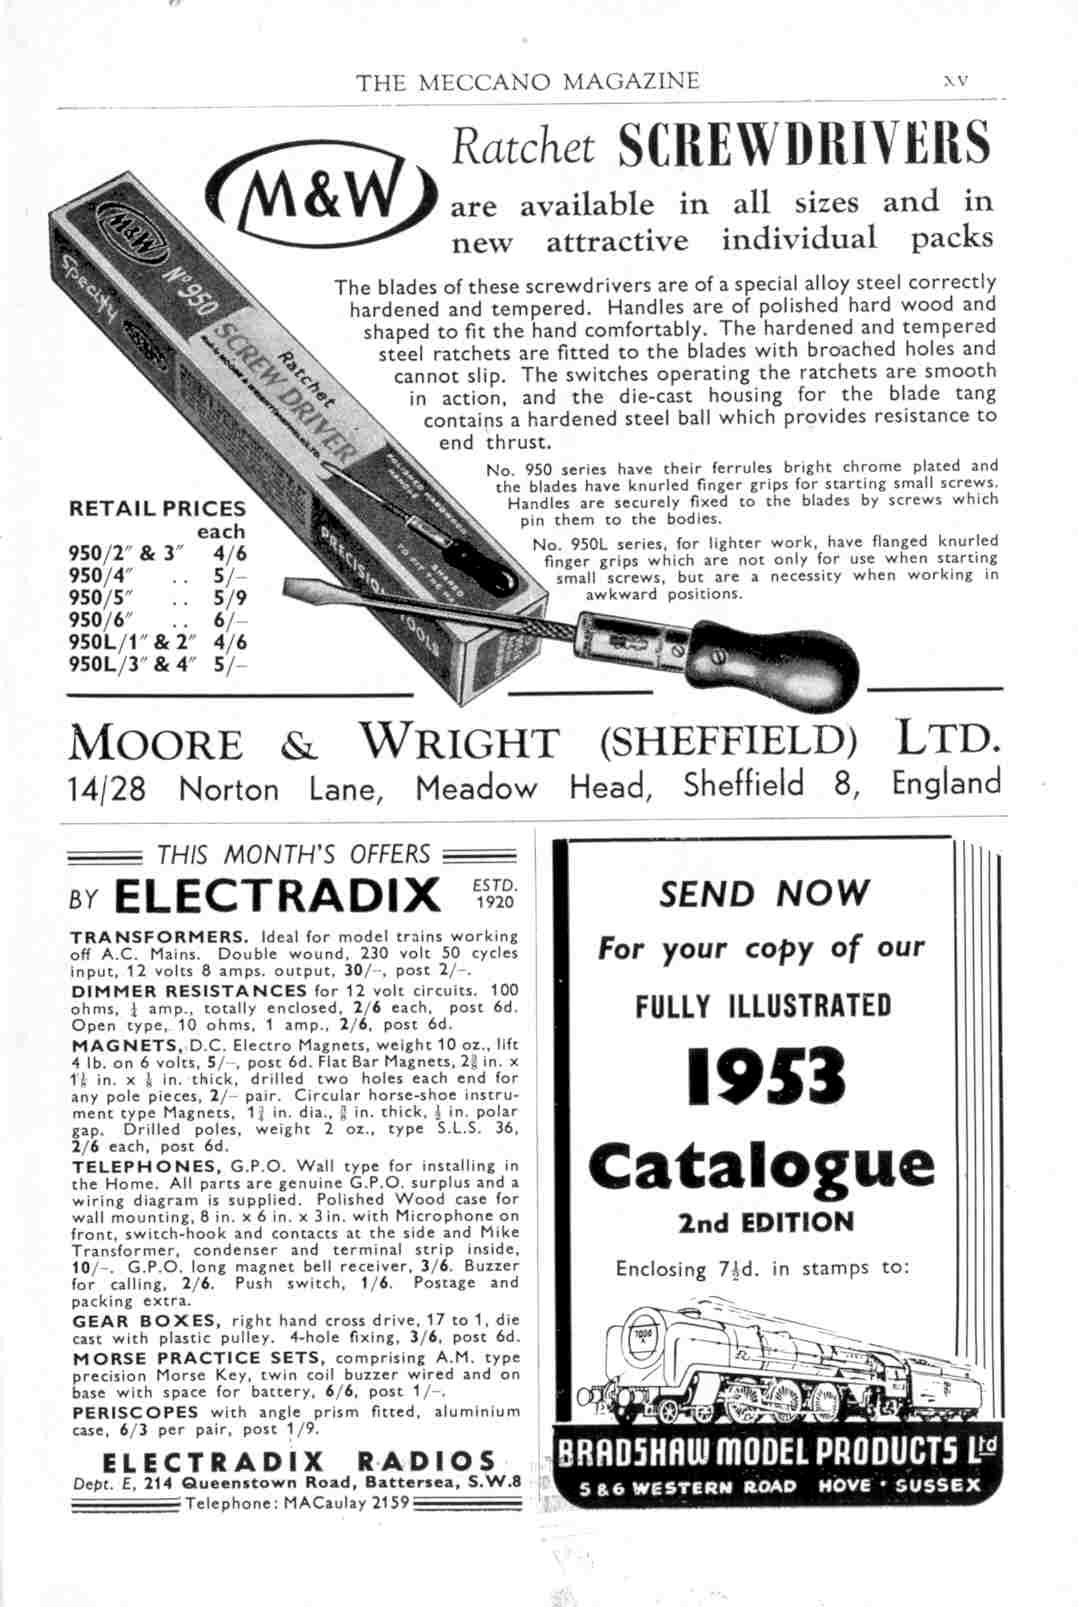 THE MECCANO MAGAZINE
xv
M&W
Ratchet SCREWDRIVERS
are available in all sizes and in
new attractive individual packs
The blades of these screwdrivers are of a special alloy steel correctly
hardened and tempered. Handles are of polished hard wood and
shaped to fit the hand comfortably. The hardened and tempered
steel ratchets are fitted to the blades with broached holes and
cannot slip. The switches operating the ratchets are smooth
in action, and the die-cast housing for the blade tang
contains a hardened steel ball which provides resistance to
end thrust.
No. 950 series have their ferrules bright chrome plated and
the blades have knurled finger grips for starting small screws.
Handles are securely fixed to the blades by screws which
pin them to the bodies.
No. 950L series, for lighter work, have flanged knurled
finger grips which are not only for use when starting
small screws, but are a necessity when working in
awkward positions.
M&W
No 950
Specify
Ratchet
SCREWDRIVER
POLISHED HARDWOOD
HANDLE
SHAPED
TO FIT THE HAND
PRECISION TOOLS
RETAIL PRICES
each
950/2″ & 3″ 4/6
950/4″ .. 5/-
950/5″ .. 5/9
950/6″ .. 6/-
950L/1″ & 2″ 4/6
950L/3″ & 4″ 5/-
MOORE & WRIGHT (SHEFFIELD) LTD.
14/28 Norton Lane, Meadow Head, Sheffield 8, England
THIS MONTH'S OFFERS
BY ELECTRADIX ESTD. 1920
TRANSFORMERS. Ideal for model trains working
off A.C. Mains. Double wound, 230 volt 50 cycles
input, 12 volts 8 amps. output, 30/-, post 2/-.
DIMMER RESISTANCES for 12 volt circuits. 100
ohms, ¼ amp., totally enclosed, 2/6 each, post 6d.
Open type, 10 ohms, 1 amp., 2/6, post 6d.
MAGNETS, D.C. Electro Magnets, weight 10 oz., lift
4 lb. on 6 volts, 5/-, post 6d. Flat Bar Magnets, in. x
in. x in. thick, drilled two holes each end for
any pole pieces, 2/- pair. Circular horse-shoe instru-
ment type Magnets, in. dia., in. thick, in. polar
gap. Drilled poles, weight 2 oz., type S.L.S. 36,
2/6 each, post 6d.
TELEPHONES, G.P.O. Wall type for installing in
the Home. All parts are genuine G.P.O. surplus and a
wiring diagram is supplied. Polished Wood case for
wall mounting, 8 in. x 6 in. x 3 in. with Microphone on
front, switch-hook and contacts at the side and Mike
Transformer, condenser and terminal strip inside,
10/-. G.P.O. long magnet bell receiver, 3/6. Buzzer
for calling, 2/6. Push switch, 1/6. Postage and
packing extra.
GEAR BOXES, right hand cross drive, 17 to 1, die
cast with plastic pulley. 4-hole fixing, 3/6, post 6d.
MORSE PRACTICE SETS, comprising A.M. type
precision Morse Key, twin coil buzzer wired and on
base with space for battery, 6/6, post 1/-.
PERISCOPES with angle prism fitted, aluminium
case, 6/3 per pair, post 1/9.
ELECTRADIX RADIOS
Dept. E, 214 Queenstown Road, Battersea, S.W.8
Telephone: MACaulay 2159
SEND NOW
For your copy of our
FULLY ILLUSTRATED
1953
Catalogue
2nd EDITION
Enclosing 7½d. in stamps to:
7000
A
BRADSHAW MODEL PRODUCTS Ltd
5 & 6 WESTERN ROAD HOVE · SUSSEX